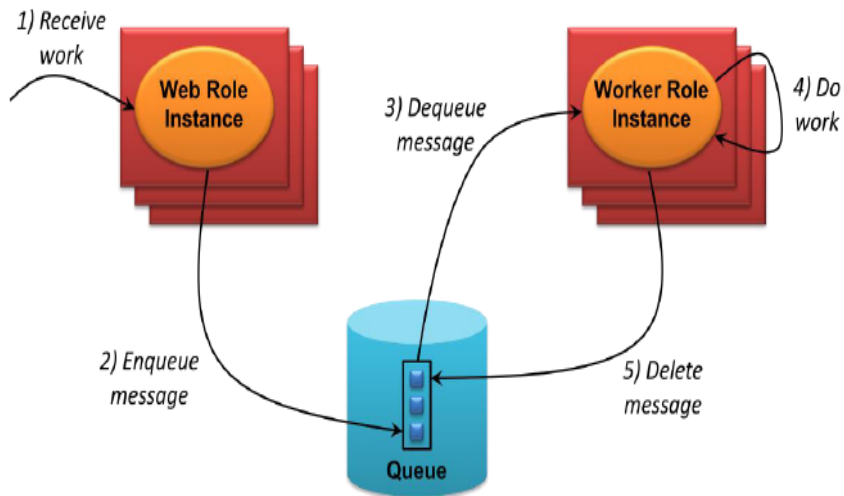 1) Receive
work
Web Role
Instance
2) Enqueue
message
3) Dequeue
message
Worker Role
Instance
4) Do
work
5) Delete
message
Queue